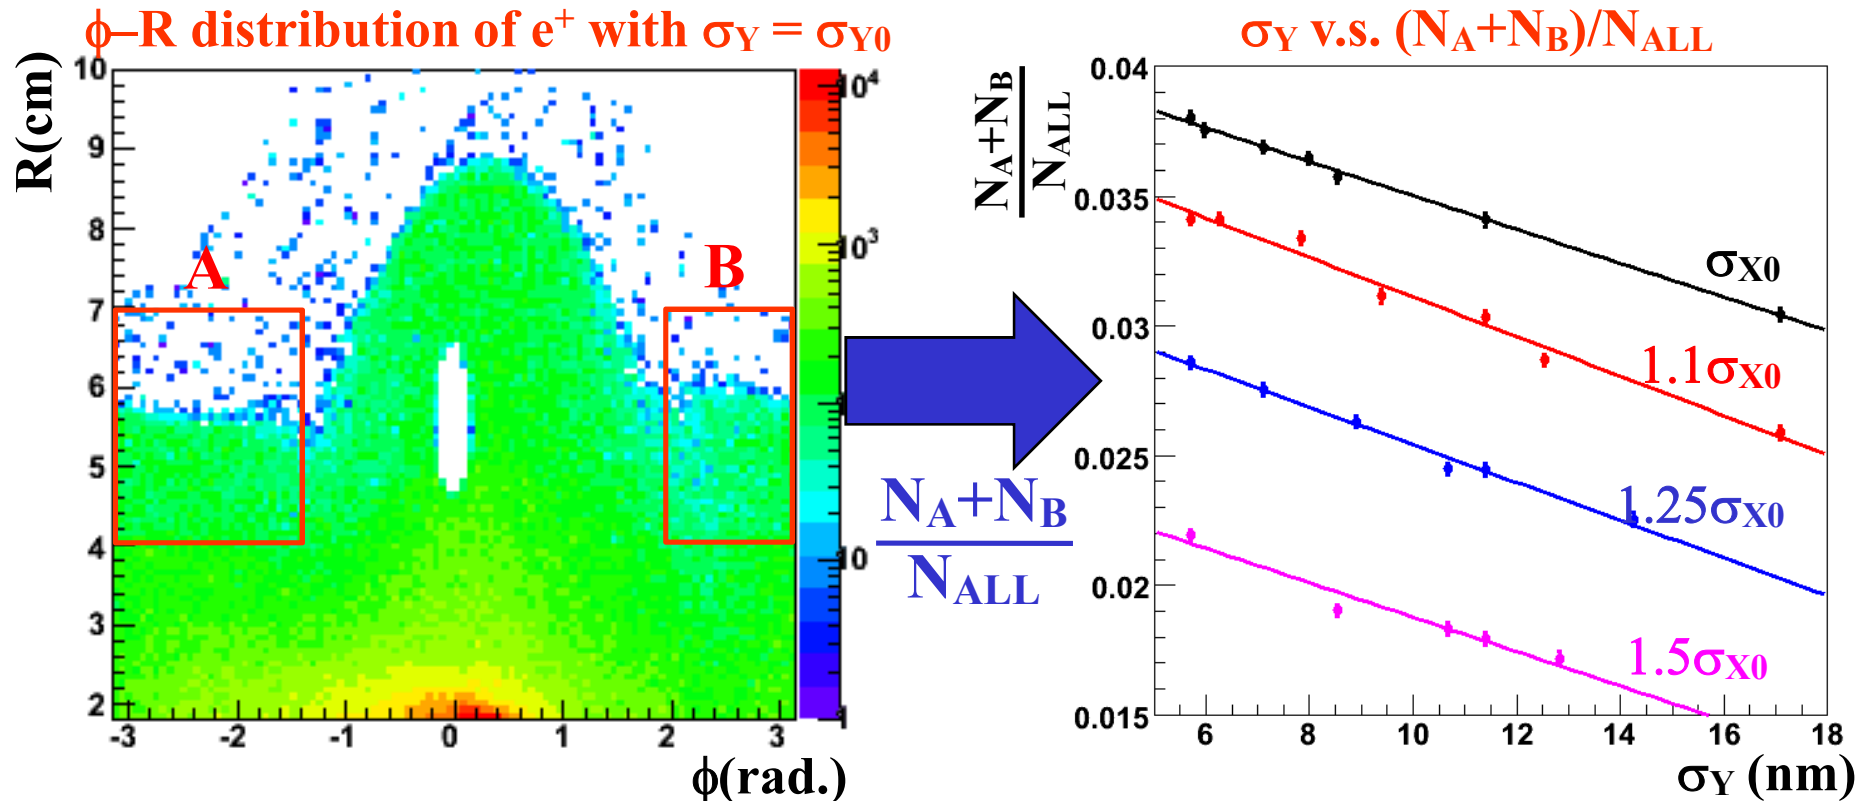 ϕ–R distribution of e⁺ with σY = σY0
R(cm)
10
9
8
7
6
5
4
3
2
-3 -2 -1 0 1 2 3
ϕ(rad.)
A
B
10⁴
10³
10
1
NA+NB
NALL
σY v.s. (NA+NB)/NALL
NA+NB
NALL
0.04
0.035
0.03
0.025
0.02
0.015
6 8 10 12 14 16 18
σY (nm)
σX0
1.1σX0
1.25σX0
1.5σX0